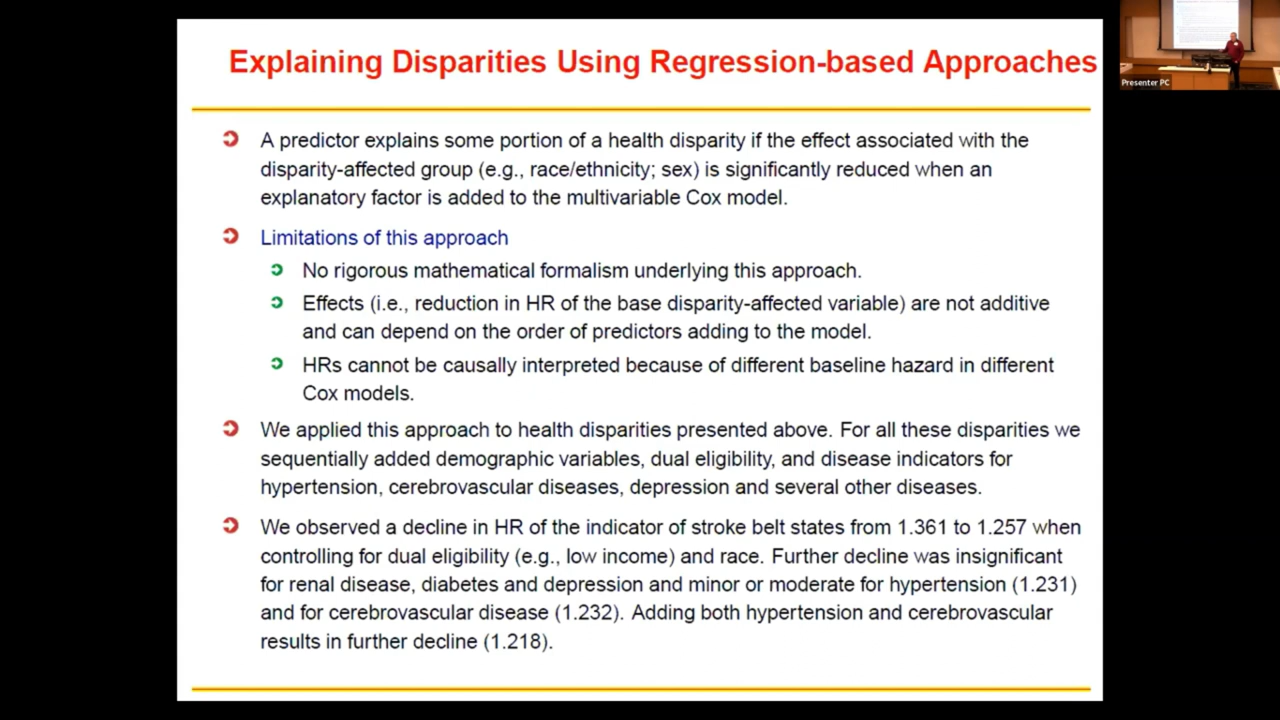 Explaining Disparities Using Regression-based Approaches
A predictor explains some portion of a health disparity if the effect associated with the
disparity-affected group (e.g., race/ethnicity; sex) is significantly reduced when an
explanatory factor is added to the multivariable Cox model.
Limitations of this approach
No rigorous mathematical formalism underlying this approach.
Effects (i.e., reduction in HR of the base disparity-affected variable) are not additive
and can depend on the order of predictors adding to the model.
HRs cannot be causally interpreted because of different baseline hazard in different
Cox models.
We applied this approach to health disparities presented above. For all these disparities we
sequentially added demographic variables, dual eligibility, and disease indicators for
hypertension, cerebrovascular diseases, depression and several other diseases.
We observed a decline in HR of the indicator of stroke belt states from 1.361 to 1.257 when
controlling for dual eligibility (e.g., low income) and race. Further decline was insignificant
for renal disease, diabetes and depression and minor or moderate for hypertension (1.231)
and for cerebrovascular disease (1.232). Adding both hypertension and cerebrovascular
results in further decline (1.218).
Presenter PC